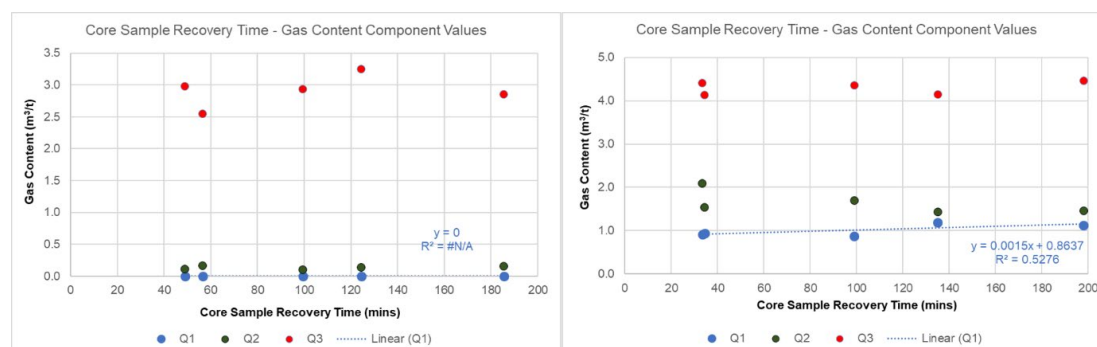 Core Sample Recovery Time - Gas Content Component Values
Gas Content (m³/t)
3.5
3.0
2.5
2.0
1.5
1.0
0.5
0.0
y = 0
R² = #N/A
0 20 40 60 80 100 120 140 160 180 200
Core Sample Recovery Time (mins)
Q1 Q2 Q3 Linear (Q1)
Core Sample Recovery Time - Gas Content Component Values
Gas Content (m³/t)
5.0
4.0
3.0
2.0
1.0
0.0
y = 0.0015x + 0.8637
R² = 0.5276
0 20 40 60 80 100 120 140 160 180 200
Core Sample Recovery Time (mins)
Q1 Q2 Q3 Linear (Q1)